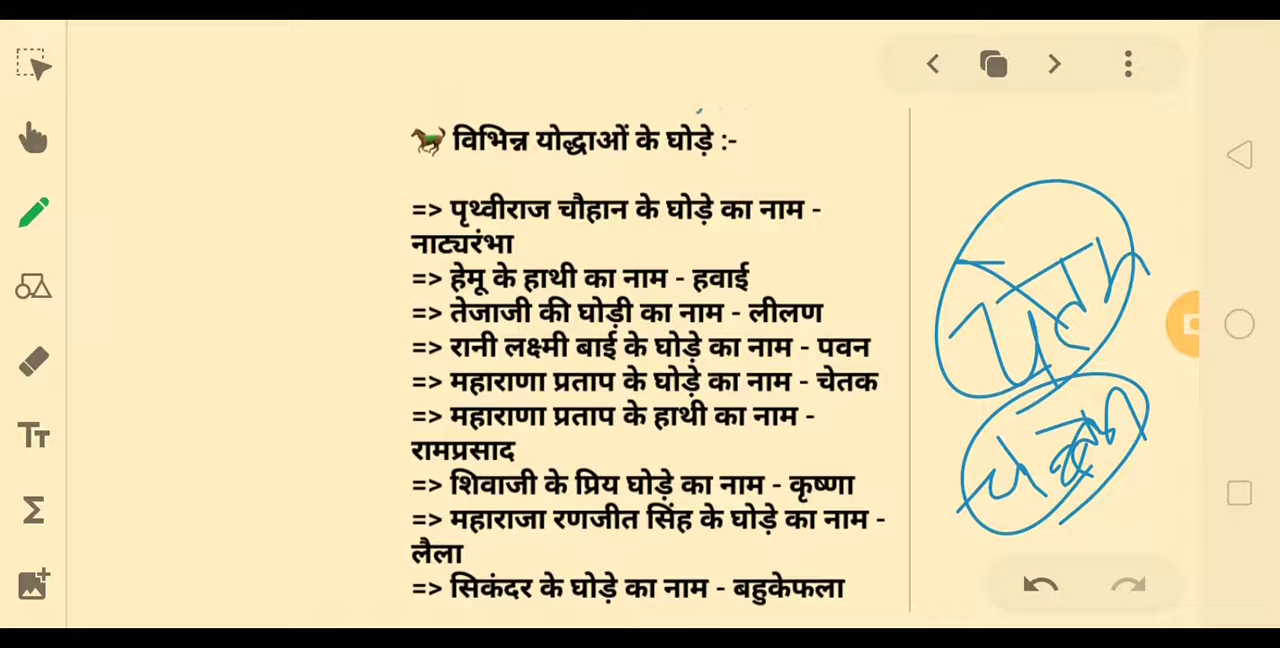 विभिन्न योद्धाओं के घोड़े :-
=> पृथ्वीराज चौहान के घोड़े का नाम -
नाट्यरंभा
=> हेमू के हाथी का नाम - हवाई
=> तेजाजी की घोड़ी का नाम - लीलण
=> रानी लक्ष्मी बाई के घोड़े का नाम - पवन
=> महाराणा प्रताप के घोड़े का नाम - चेतक
=> महाराणा प्रताप के हाथी का नाम -
रामप्रसाद
=> शिवाजी के प्रिय घोड़े का नाम - कृष्णा
=> महाराजा रणजीत सिंह के घोड़े का नाम -
लैला
=> सिकंदर के घोड़े का नाम - बहुकेफला